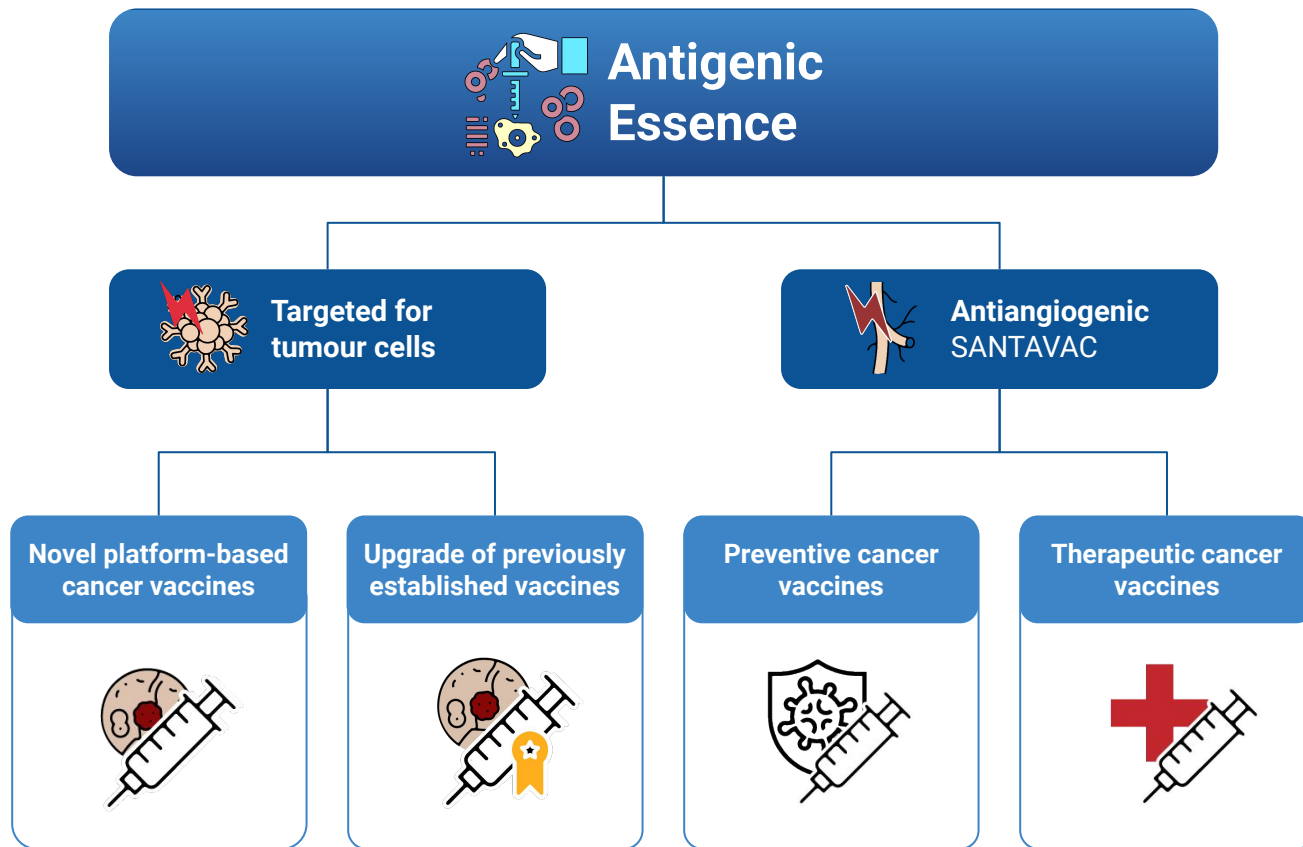 Antigenic
Essence
Targeted for
tumour cells
Antiangiogenic
SANTAVAC
Novel platform-based
cancer vaccines
Upgrade of previously
established vaccines
Preventive cancer
vaccines
Therapeutic cancer
vaccines